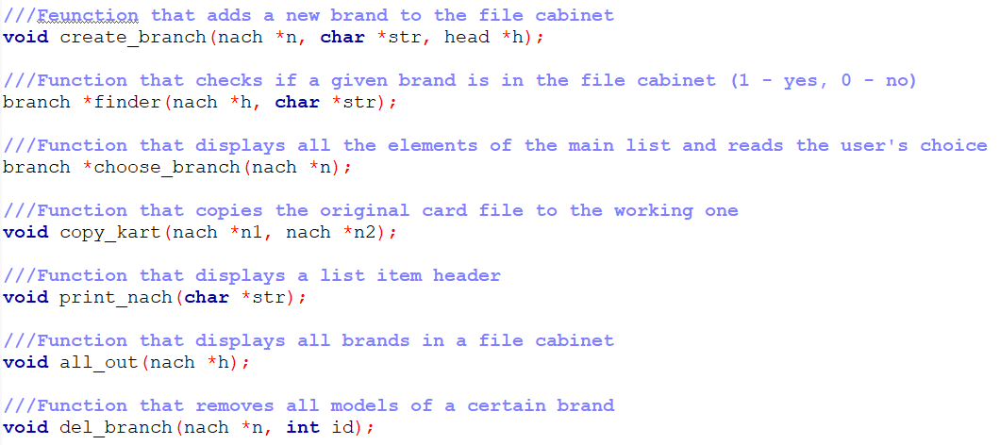 ///Feunction that adds a new brand to the file cabinet
void create_branch(nach *n, char *str, head *h);
///Function that checks if a given brand is in the file cabinet (1 - yes, 0 - no)
branch *finder(nach *h, char *str);
///Function that displays all the elements of the main list and reads the user's choice
branch *choose_branch(nach *n);
///Function that copies the original card file to the working one
void copy_kart(nach *n1, nach *n2);
///Function that displays a list item header
void print_nach(char *str);
///Function that displays all brands in a file cabinet
void all_out(nach *h);
///Function that removes all models of a certain brand
void del_branch(nach *n, int id);